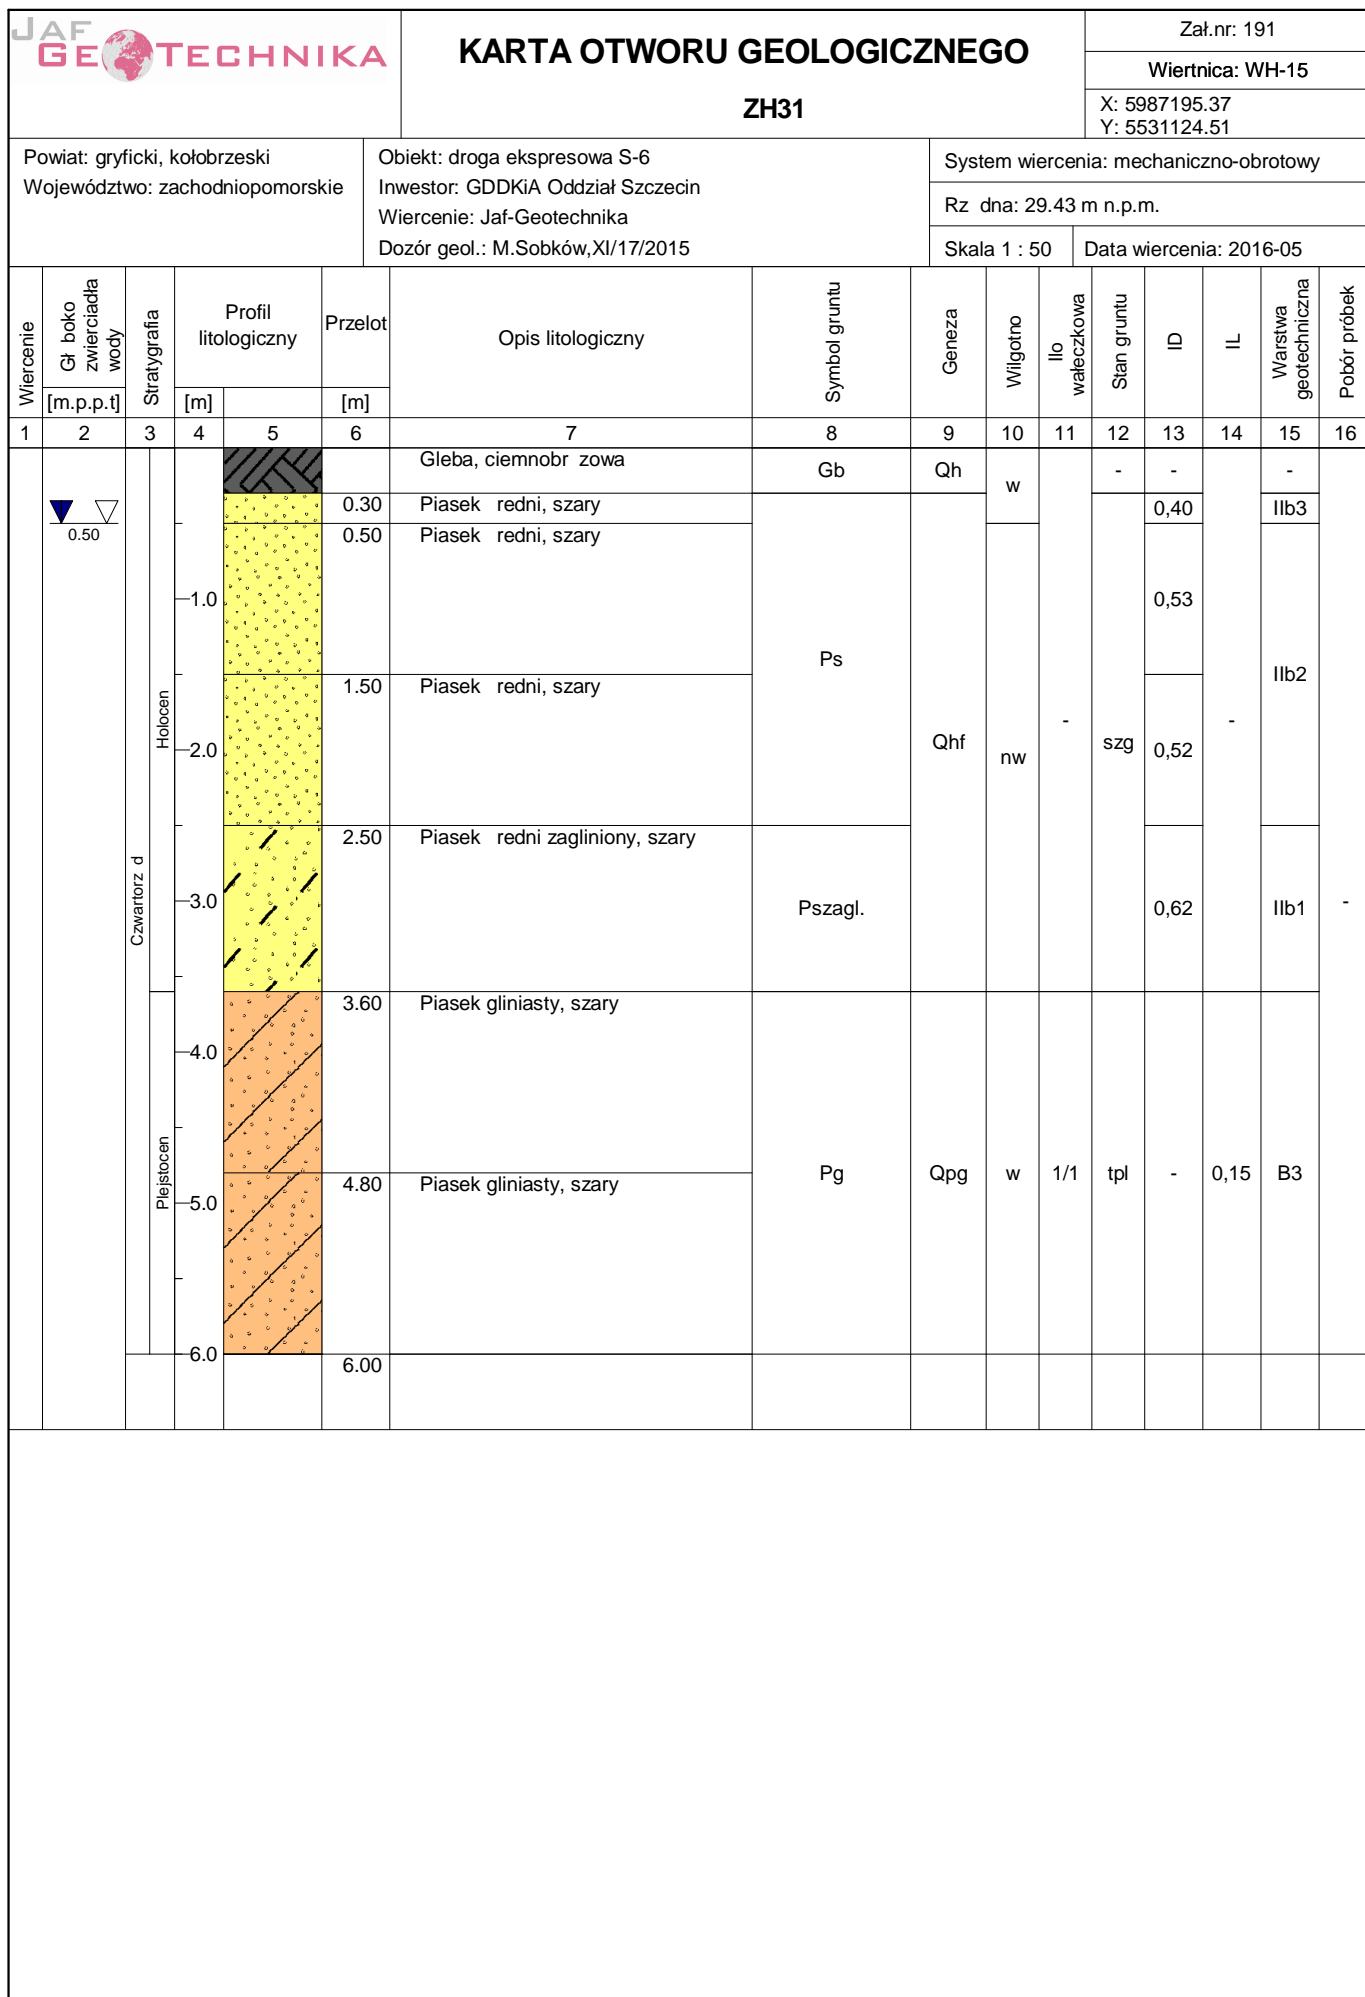 JAF
GEOTECHNIKA
KARTA OTWORU GEOLOGICZNEGO
ZH31
Zał.nr: 191
Wiertnica: WH-15
X: 5987195.37
Y: 5531124.51
Powiat: gryficki, kołobrzeski
Województwo: zachodniopomorskie
Obiekt: droga ekspresowa S-6
Inwestor: GDDKiA Oddział Szczecin
Wiercenie: Jaf-Geotechnika
Dozór geol.: M.Sobków,XI/17/2015
System wiercenia: mechaniczno-obrotowy
Rz dna: 29.43 m n.p.m.
Skala 1 : 50
Data wiercenia: 2016-05
Wiercenie
Gł boko
zwierciadła
wody
[m.p.p.t]
Stratygrafia
Profil
litologiczny
[m]
Przelot
[m]
Opis litologiczny
Symbol gruntu
Geneza
Wilgotno
Ilo
wałeczkowa
Stan gruntu
ID
IL
Warstwa
geotechniczna
Pobór próbek
1 2 3 4 5 6 7 8 9 10 11 12 13 14 15 16
Gleba, ciemnobr zowa
Gb
Qh
w
-
-
-
0.30 Piasek redni, szary
0,40
IIb3
0.50
0.50 Piasek redni, szary
1.0
0,53
Ps
IIb2
1.50 Piasek redni, szary
Holocen
-
-
2.0
Qhf
nw
szg
0,52
2.50 Piasek redni zagliniony, szary
Czwartorz d
3.0
Pszagl.
0,62
IIb1
-
3.60 Piasek gliniasty, szary
4.0
Plejstocen
Pg
Qpg
w
1/1
tpl
-
0,15
B3
4.80 Piasek gliniasty, szary
5.0
6.0
6.00